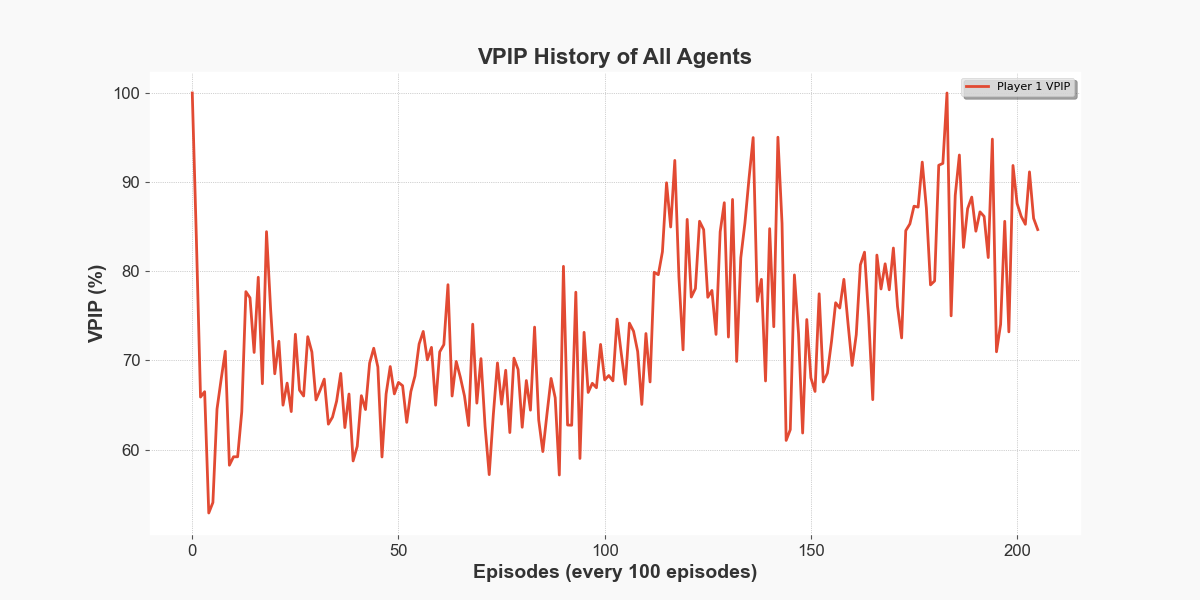 VPIP History of All Agents
Player 1 VPIP
VPIP (%)
100
90
80
70
60
0 50 100 150 200
Episodes (every 100 episodes)